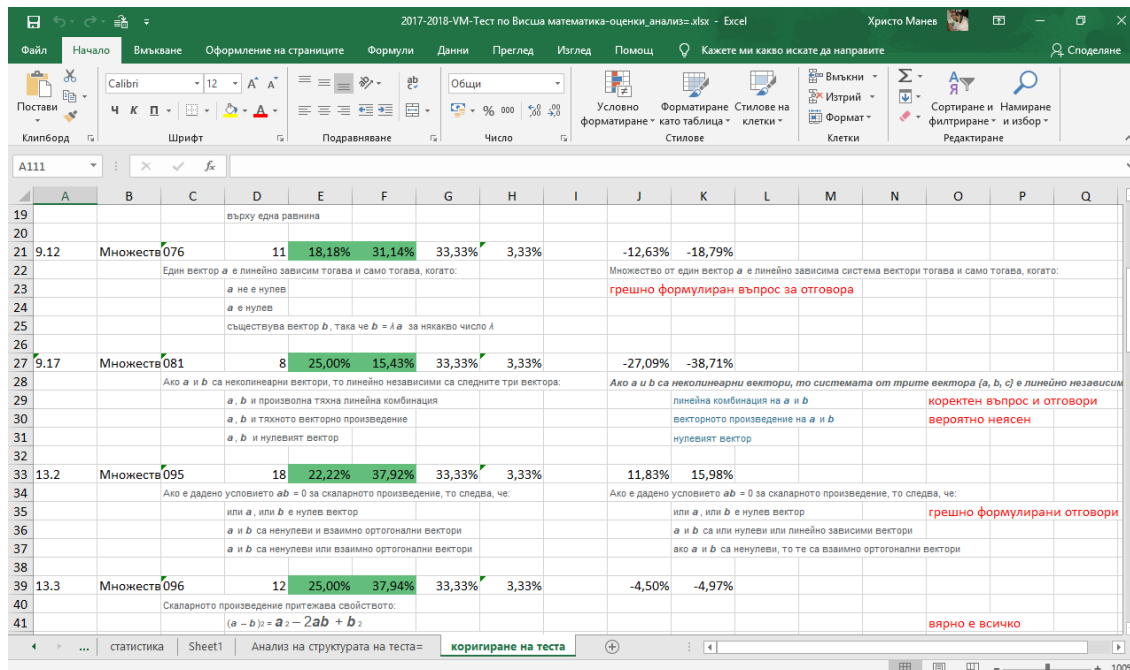 2017-2018-VM-Тест по Висша математика-оценки_анализ=.xlsx - Excel
Христо Манев
Файл Начало Вмъкване Оформление на страниците Формули Данни Преглед Изглед Помощ Кажете ми какво искате да направите Споделяне
Постави
Клипборд
Calibri 12
Ч К П
Шрифт
Подравняване
Общи
% 000
Число
Условно форматиране
Форматиране като таблица
Стилове на клетки
Стилове
Вмъкни
Изтрий
Формат
Клетки
Сортиране и филтриране
Намиране и избор
Редактиране
A111 fx
A B C D E F G H I J K L M N O P Q
19 върху една равнина
20
21 9.12 Множеств 076 11 18,18% 31,14% 33,33% 3,33% -12,63% -18,79%
22 Един вектор a е линейно зависим тогава и само тогава, когато: Множество от един вектор a е линейно зависима система вектори тогава и само тогава, когато:
23 a не е нулев грешно формулиран въпрос за отговора
24 a е нулев
25 съществува вектор b, така че b = λ a за някакво число λ
26
27 9.17 Множеств 081 8 25,00% 15,43% 33,33% 3,33% -27,09% -38,71%
28 Ако a и b са неколинеарни вектори, то линейно независими са следните три вектора: Ако a и b са неколинеарни вектори, то системата от трите вектора {a, b, c} е линейно независим
29 a, b и произволна тяхна линейна комбинация линейна комбинация на a и b коректен въпрос и отговори
30 a, b и тяхното векторно произведение векторното произведение на a и b вероятно неясен
31 a, b и нулевият вектор нулевият вектор
32
33 13.2 Множеств 095 18 22,22% 37,92% 33,33% 3,33% 11,83% 15,98%
34 Ако е дадено условието ab = 0 за скаларното произведение, то следва, че: Ако е дадено условието ab = 0 за скаларното произведение, то следва, че:
35 или a, или b е нулев вектор или a, или b е нулев вектор грешно формулирани отговори
36 a и b са ненулеви и взаимно ортогонални вектори a и b са или нулеви или линейно зависими вектори
37 a и b са ненулеви или взаимно ортогонални вектори ако a и b са ненулеви, то те са взаимно ортогонални вектори
38
39 13.3 Множеств 096 12 25,00% 37,94% 33,33% 3,33% -4,50% -4,97%
40 Скаларното произведение притежава свойството:
41 (a – b)2 = a 2 – 2ab + b 2 вярно е всичко
... статистика Sheet1 Анализ на структурата на теста= коригиране на теста
100%